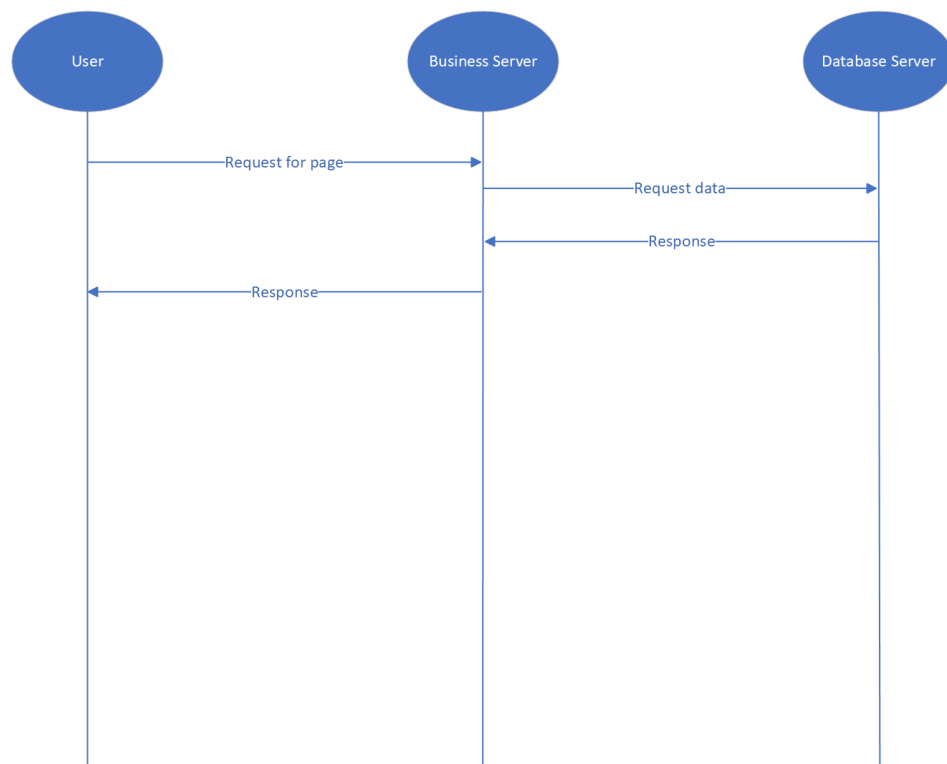 User
Business Server
Database Server
Request for page
Request data
Response
Response